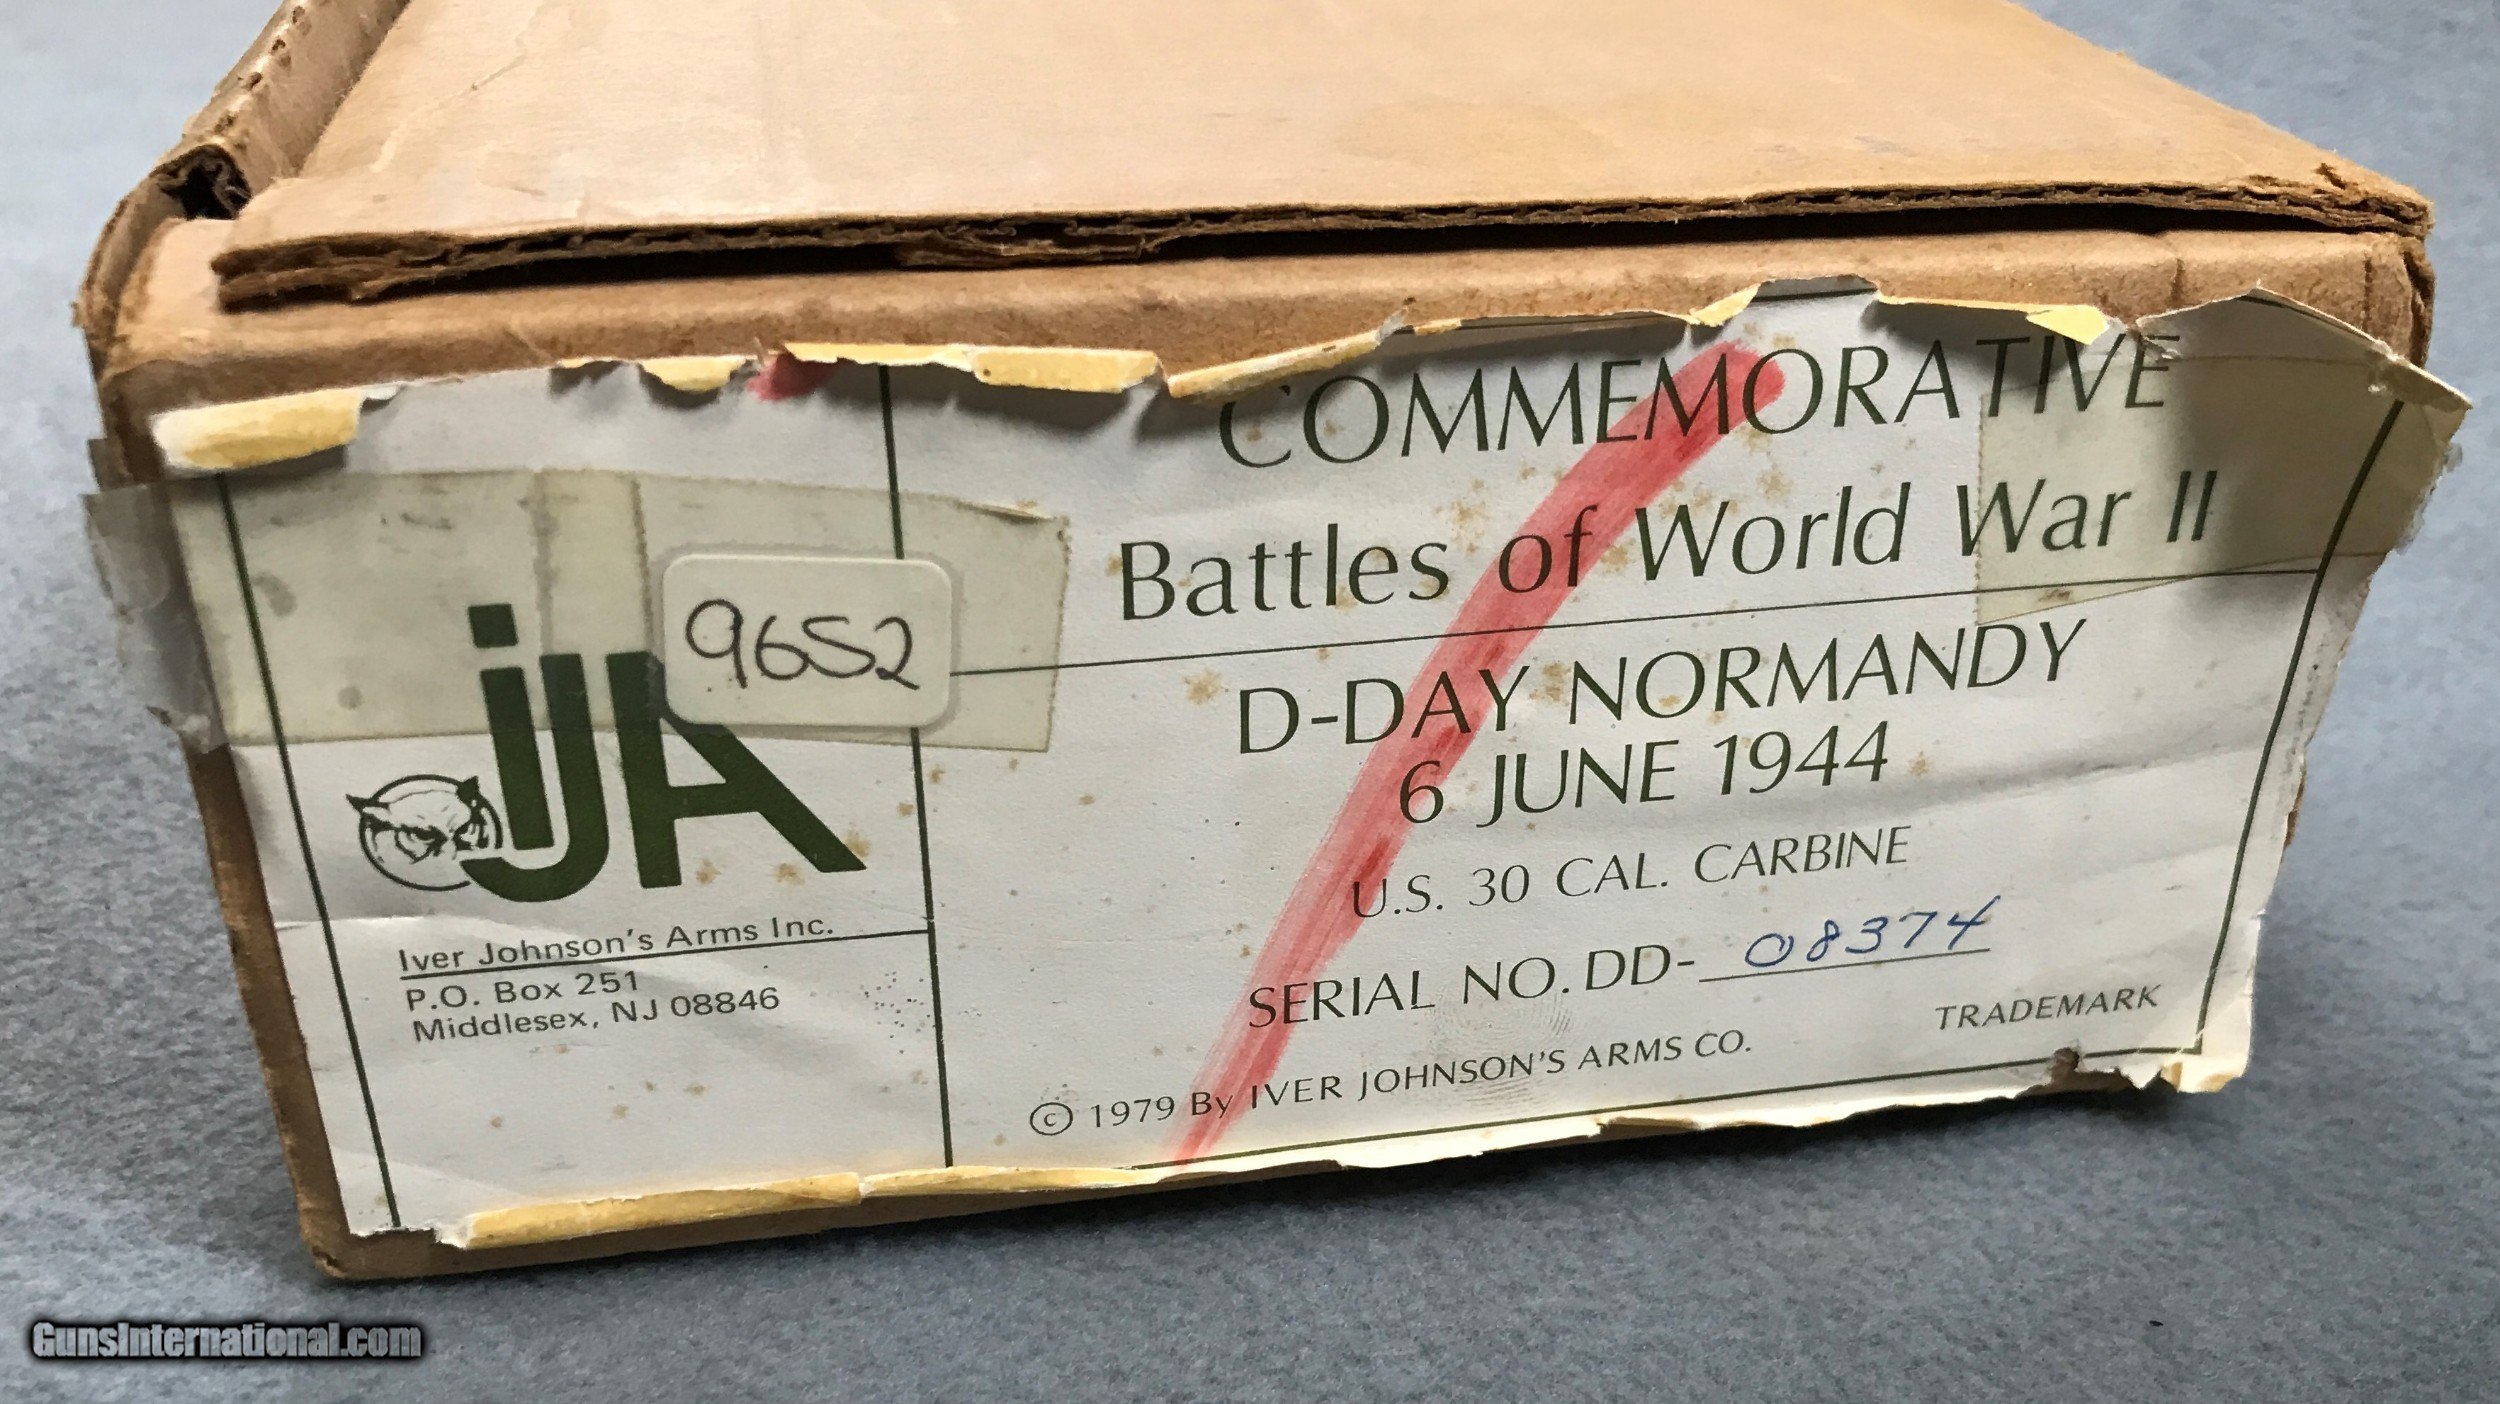 COMMEMORATIVE
Battles of World War II
D-DAY NORMANDY
6 JUNE 1944
U.S. 30 CAL. CARBINE
SERIAL NO. DD- 08374
© 1979 By IVER JOHNSON'S ARMS CO.
TRADEMARK
9652
iJA
Iver Johnson's Arms Inc.
P.O. Box 251
Middlesex, NJ 08846
GunsInternational.com